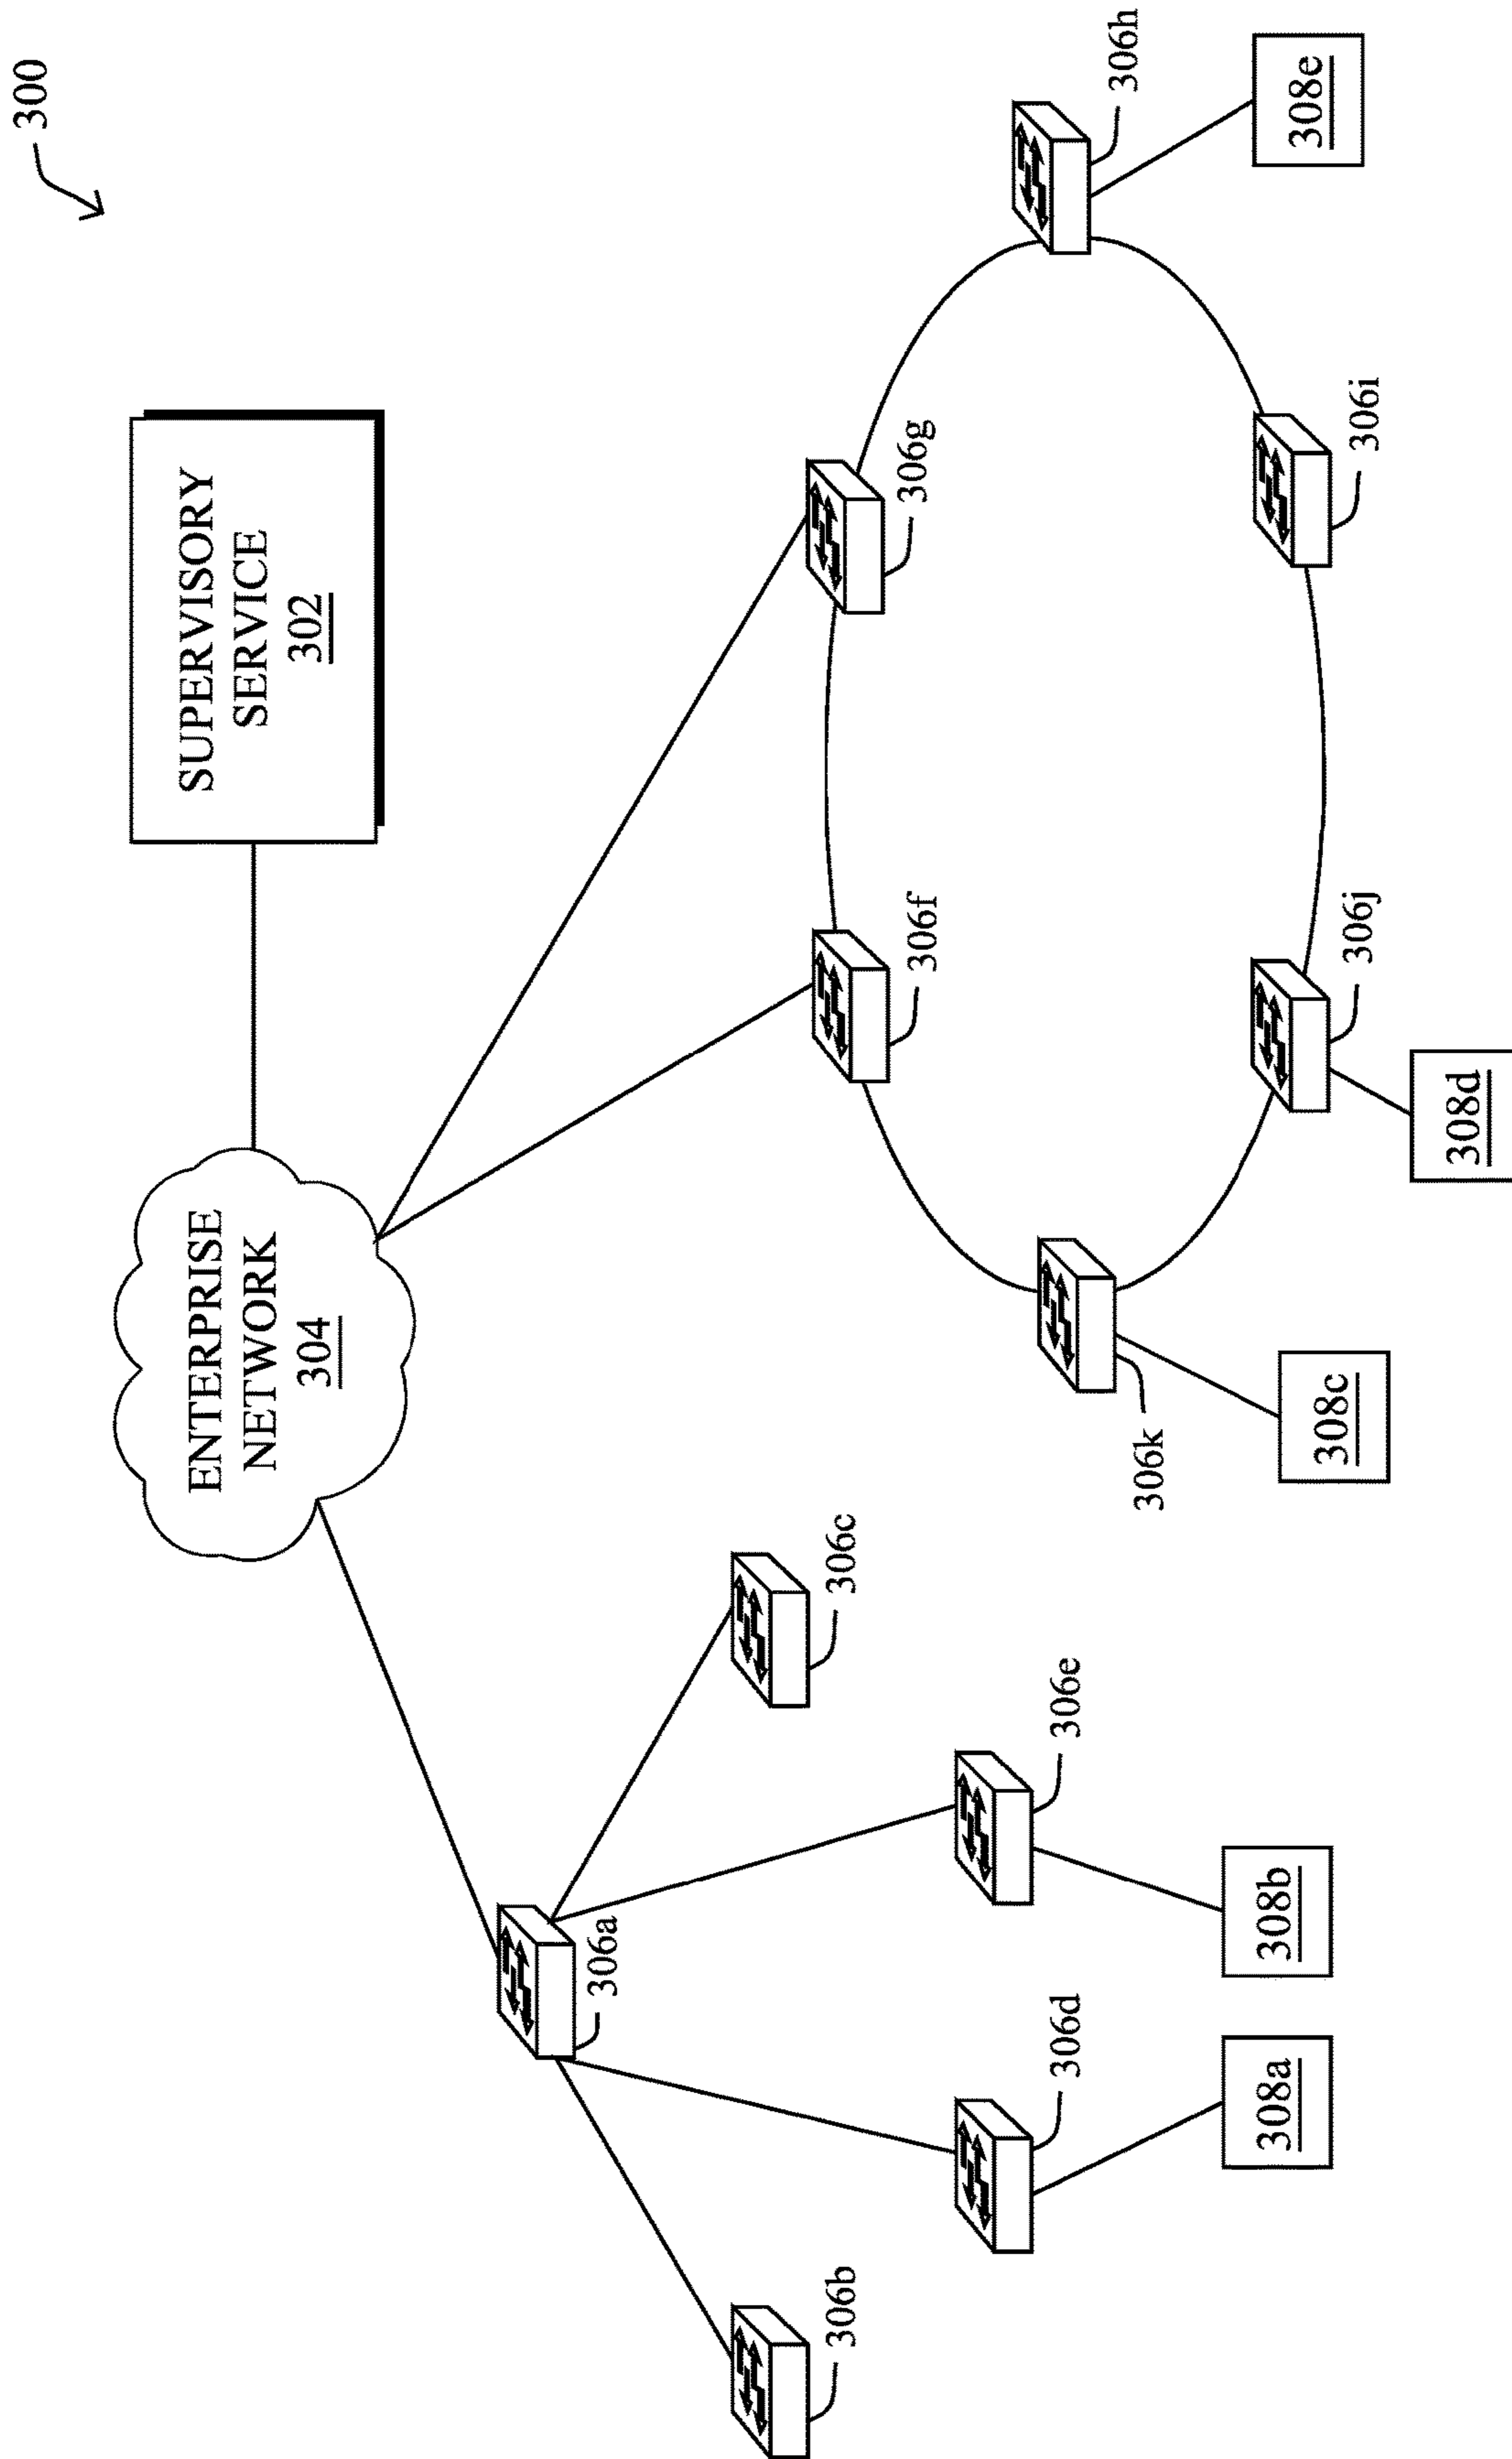 300
SUPERVISORY
SERVICE
302
ENTERPRISE
NETWORK
304
306a
306b
306c
306d
306e
306f
306g
306h
306i
306j
306k
308a
308b
308c
308d
308e